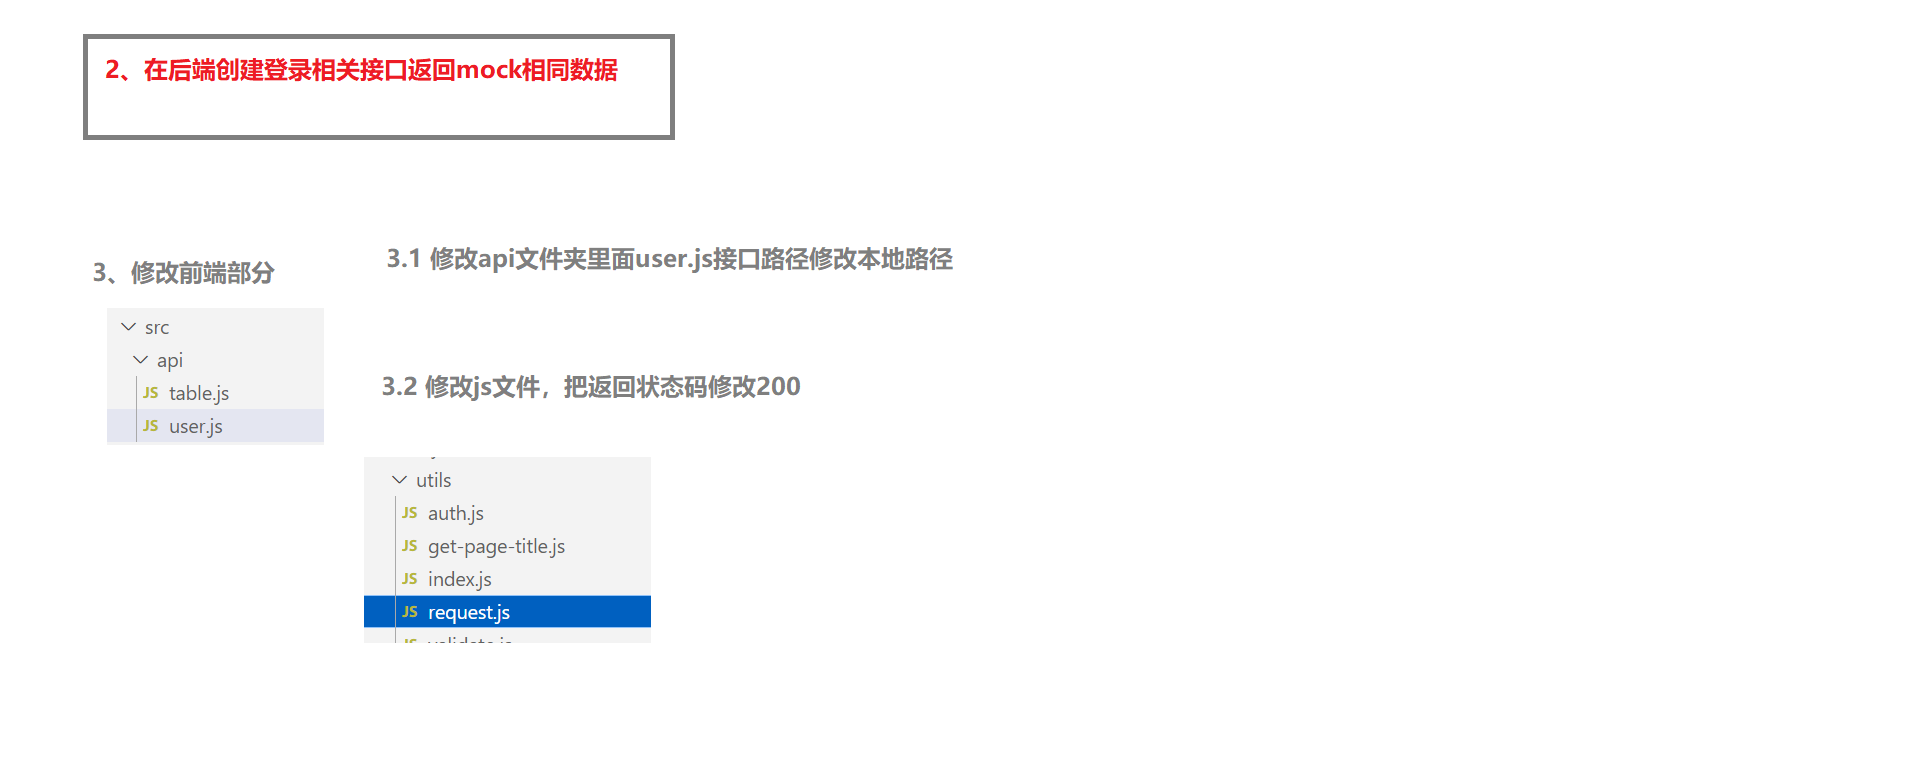 2、在后端创建登录相关接口返回mock相同数据
3.1 修改api文件夹里面user.js接口路径修改本地路径
3、修改前端部分
src
api
JS table.js
JS user.js
3.2 修改js文件，把返回状态码修改200
utils
JS auth.js
JS get-page-title.js
JS index.js
JS request.js